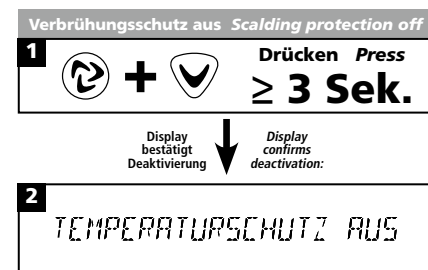 Verbrühungsschutz aus Scalding protection off
1
+
Drücken Press
≥ 3 Sek.
Display bestätigt Deaktivierung
Display confirms deactivation:
2
TEMPERATURSCHUTZ AUS